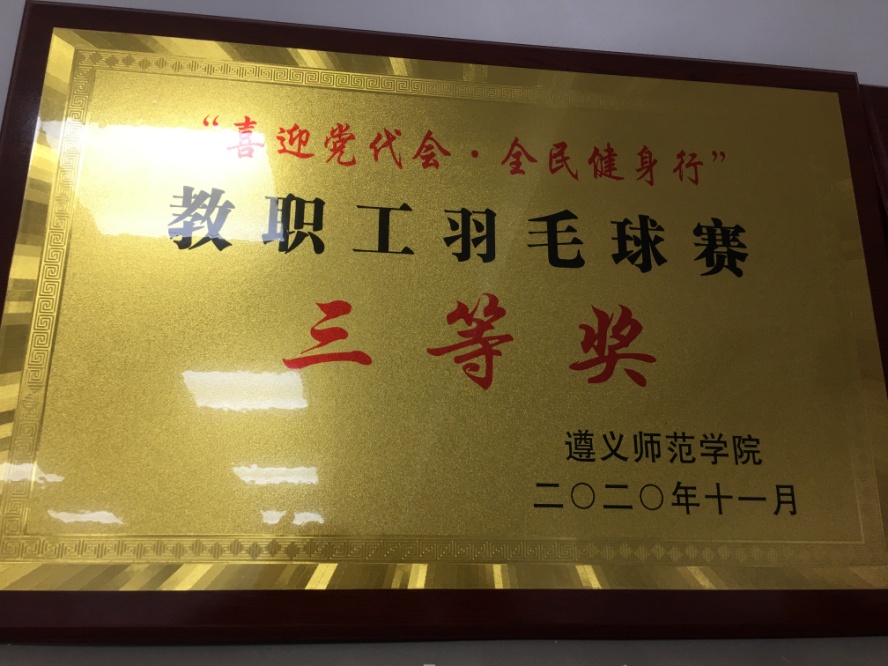 “喜迎党代会·全民健身行”
教职工羽毛球赛
三等奖
遵义师范学院
二〇二〇年十一月